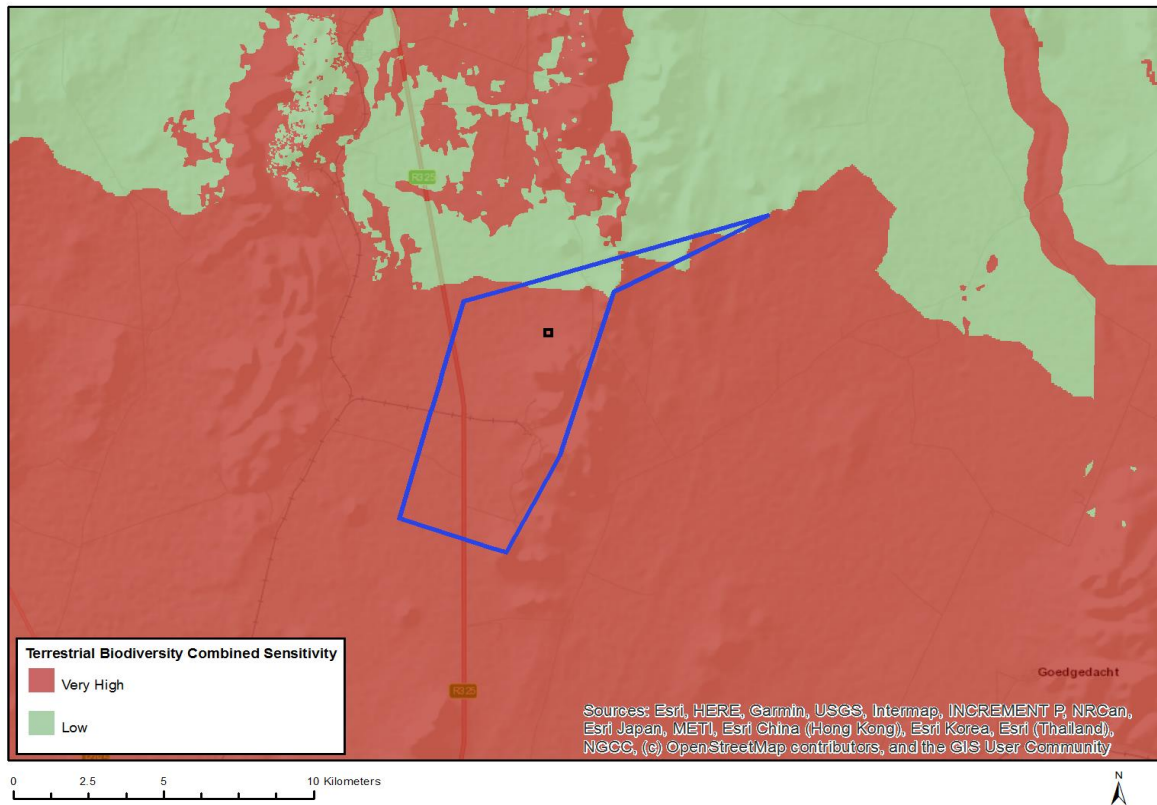 R325
Goedgedacht
R325
Terrestrial Biodiversity Combined Sensitivity
Very High
Low
Sources: Esri, HERE, Garmin, USGS, Intermap, INCREMENT P, NRCan,
Esri Japan, METI, Esri China (Hong Kong), Esri Korea, Esri (Thailand),
NGCC, (c) OpenStreetMap contributors, and the GIS User Community
0 2.5 5 10 Kilometers
N